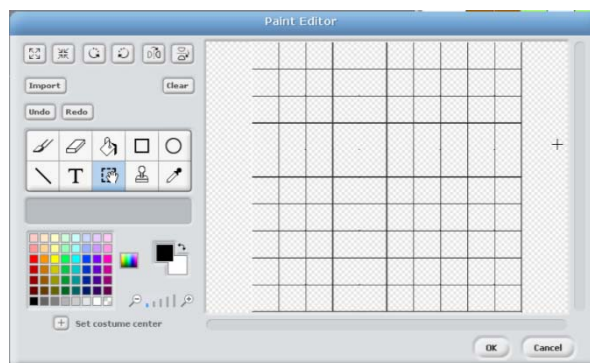 Paint Editor
Import Clear
Undo Redo
T
Set costume center
OK Cancel